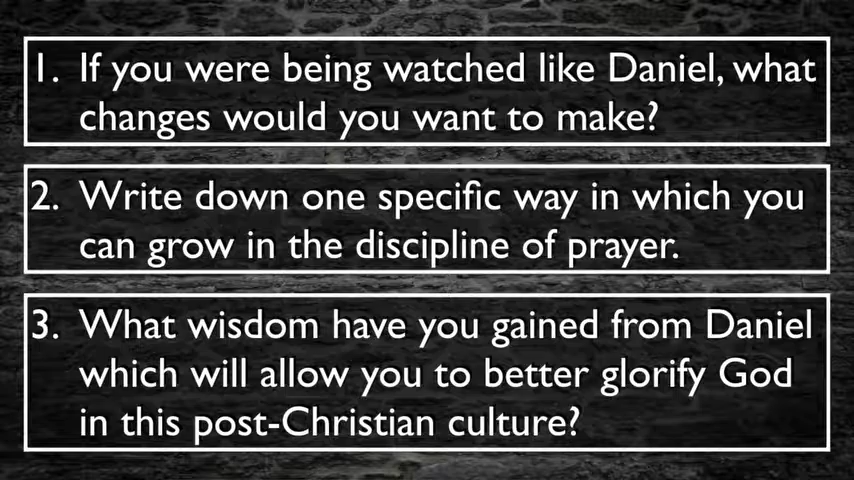 1. If you were being watched like Daniel, what
changes would you want to make?
2. Write down one specific way in which you
can grow in the discipline of prayer.
3. What wisdom have you gained from Daniel
which will allow you to better glorify God
in this post-Christian culture?